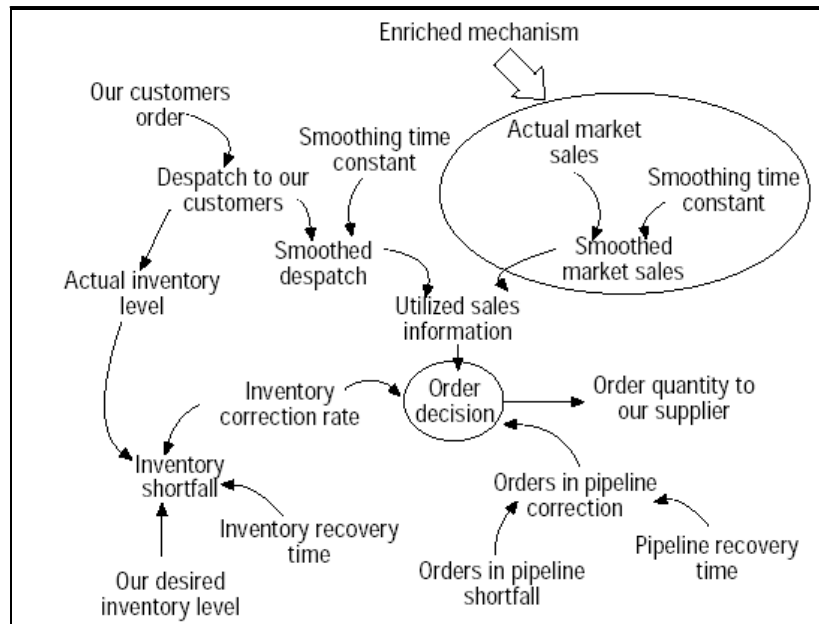 Enriched mechanism
Our customers
order
Smoothing time
constant
Actual market
sales
Despatch to our
customers
Smoothing time
constant
Smoothed
despatch
Smoothed
market sales
Actual inventory
level
Utilized sales
information
Inventory
correction rate
Order
decision
Order quantity to
our supplier
Inventory
shortfall
Orders in pipeline
correction
Inventory recovery
time
Pipeline recovery
time
Our desired
inventory level
Orders in pipeline
shortfall